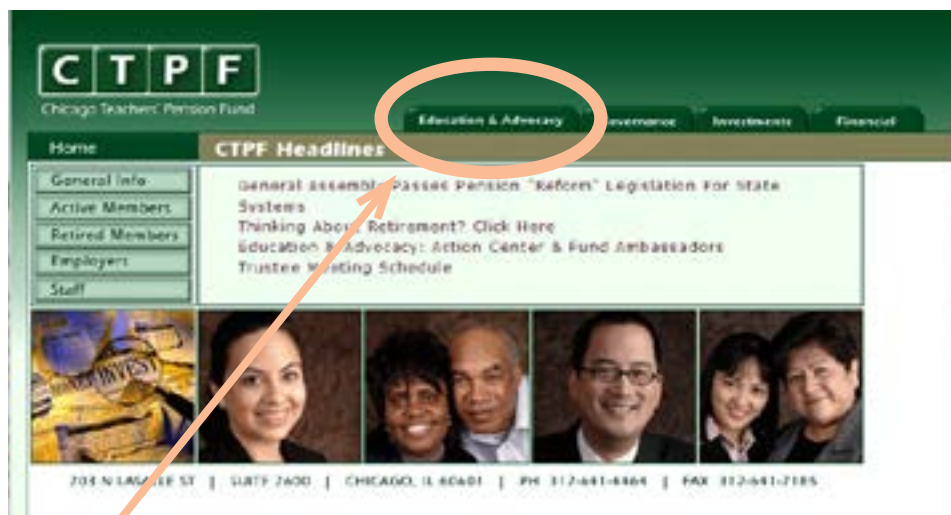 C T P F
Chicago Teachers' Pension Fund
Education & Advocacy Governance Investments Financial
Home
CTPF Headlines
General Info
Active Members
Retired Members
Employers
Staff
General Assembly Passes Pension "Reform" Legislation For State
Systems
Thinking About Retirement? Click Here
Education & Advocacy: Action Center & Fund Ambassadors
Trustee Meeting Schedule
INVEST
203 N LASALLE ST | SUITE 2600 | CHICAGO, IL 60601 | PH 312-641-4464 | FAX 312-641-7185